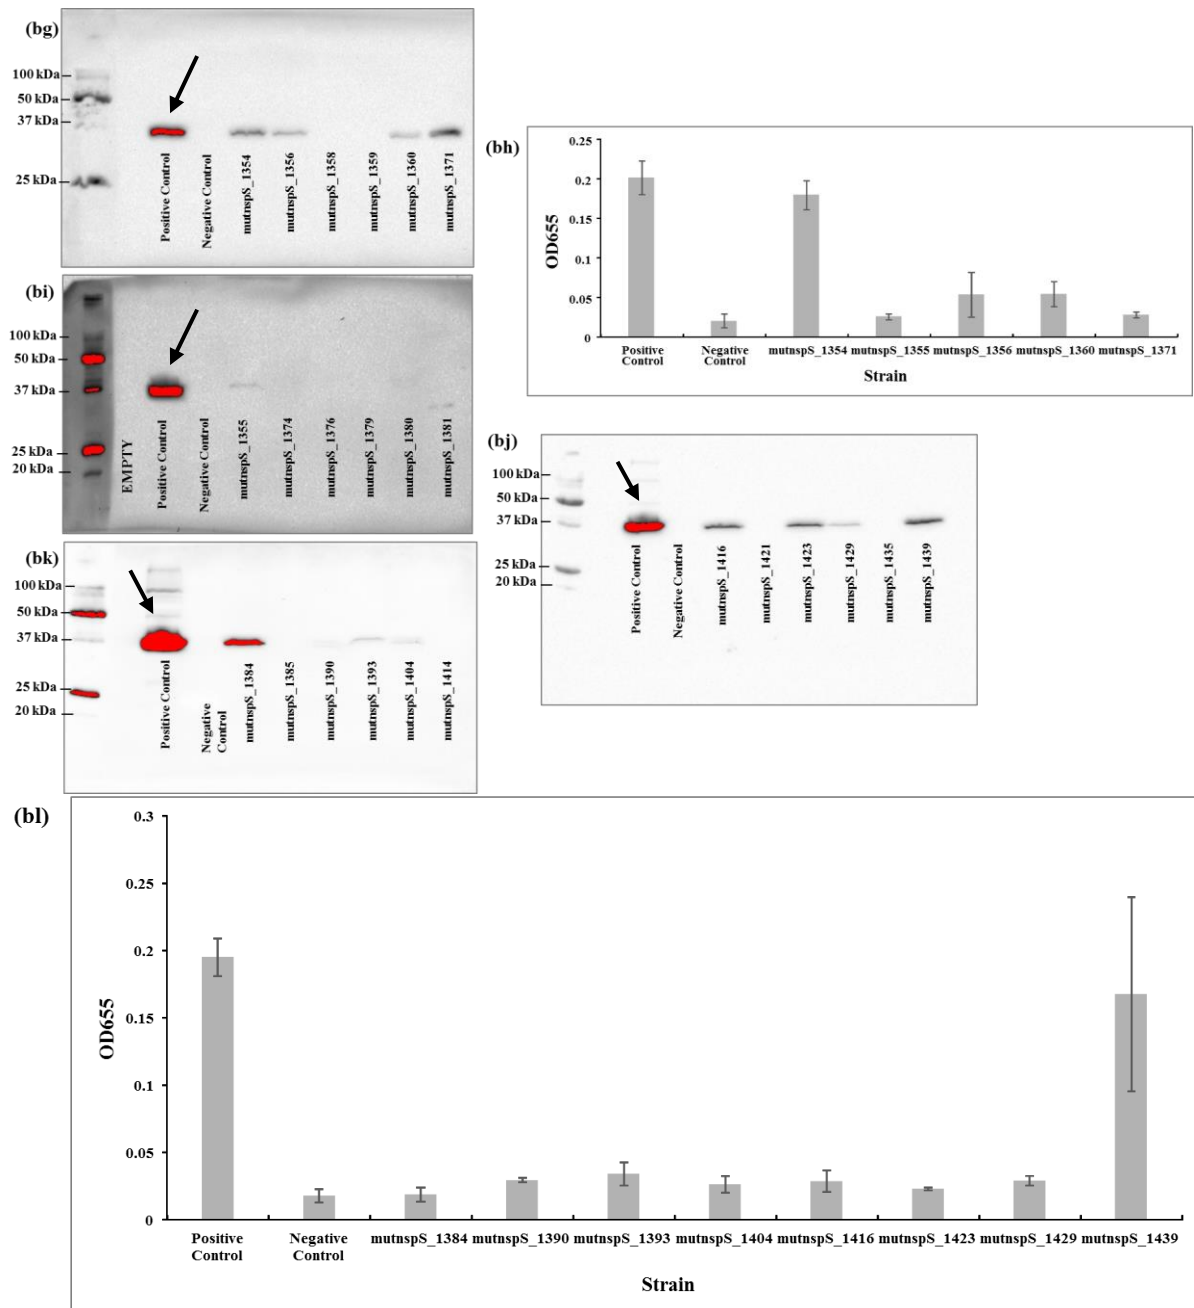 (bg)
100 kDa
50 kDa
37 kDa
25 kDa
Positive Control
Negative Control
mutnspS_1354
mutnspS_1356
mutnspS_1358
mutnspS_1359
mutnspS_1360
mutnspS_1371
(bh)
0.25
0.2
0.15
0.1
0.05
0
OD655
Positive
Control
Negative
Control
mutnspS_1354
mutnspS_1355
mutnspS_1356
mutnspS_1360
mutnspS_1371
Strain
(bi)
100 kDa
50 kDa
37 kDa
25 kDa
20 kDa
EMPTY
Positive Control
Negative Control
mutnspS_1355
mutnspS_1374
mutnspS_1376
mutnspS_1379
mutnspS_1380
mutnspS_1381
(bj)
100 kDa
50 kDa
37 kDa
25 kDa
20 kDa
Positive Control
Negative Control
mutnspS_1416
mutnspS_1421
mutnspS_1423
mutnspS_1429
mutnspS_1435
mutnspS_1439
(bk)
100 kDa
50 kDa
37 kDa
25 kDa
20 kDa
Positive Control
Negative
Control
mutnspS_1384
mutnspS_1385
mutnspS_1390
mutnspS_1393
mutnspS_1404
mutnspS_1414
(bl)
0.3
0.25
0.2
0.15
0.1
0.05
0
OD655
Positive
Control
Negative
Control
mutnspS_1384
mutnspS_1390
mutnspS_1393
mutnspS_1404
mutnspS_1416
mutnspS_1423
mutnspS_1429
mutnspS_1439
Strain